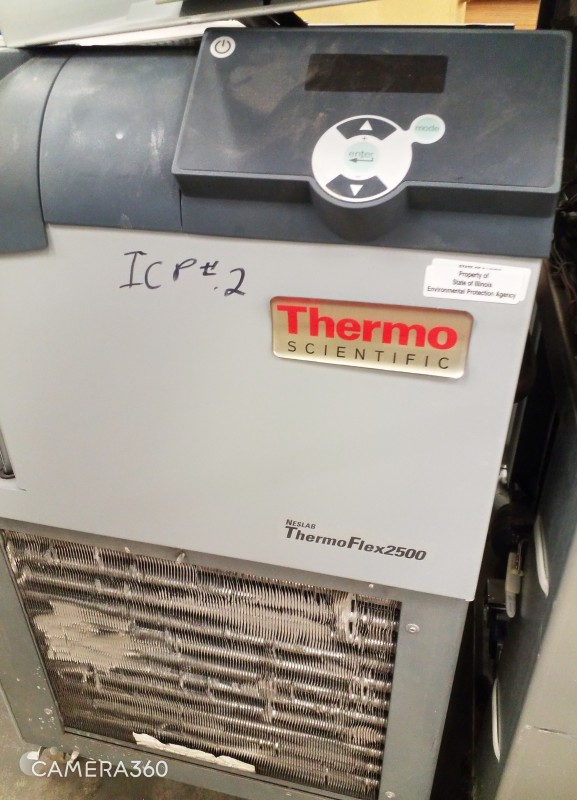 mode
enter
ICP #.2
Property of
State of Illinois
Environmental Protection Agency
Thermo
SCIENTIFIC
NESLAB
ThermoFlex2500
CAMERA360